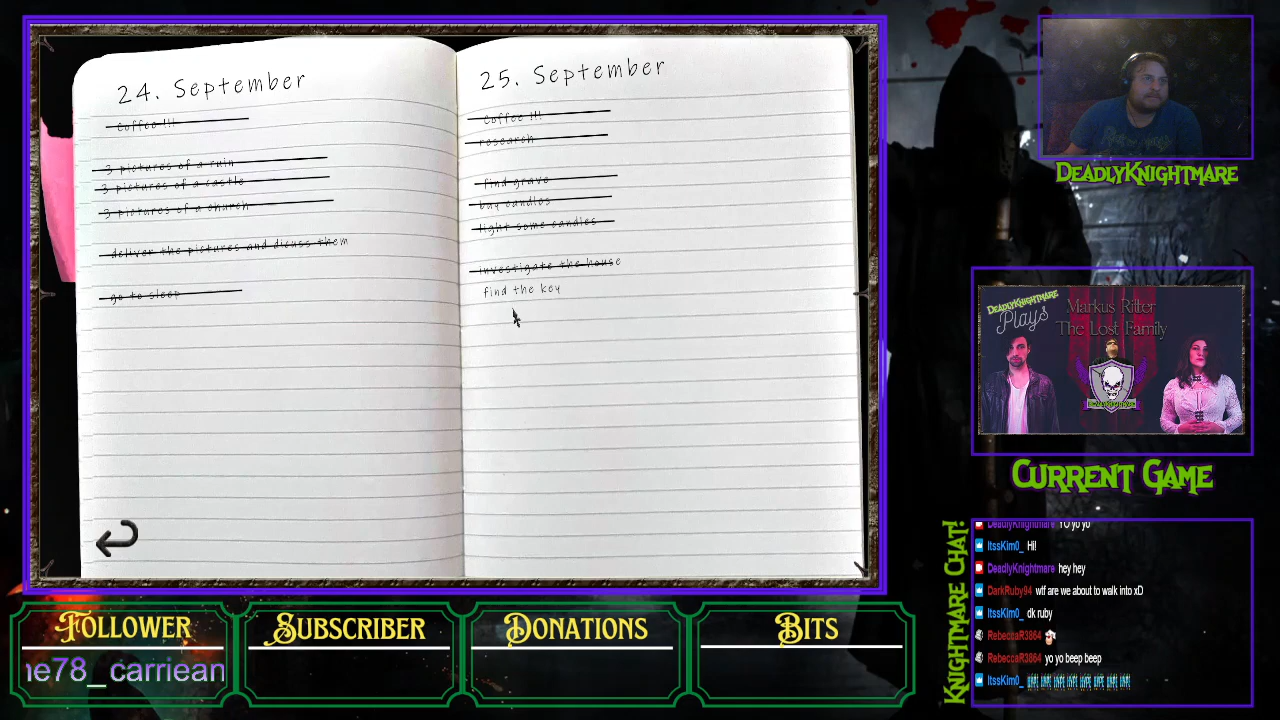 24. September
Coffee !!!
3 pictures of a ruin
3 pictures of a castle
3 pictures of a church
deliver the pictures and dicuss them
go to sleep
25. September
Coffee !!!
research
find grave
buy candles
light some candles
investigate the house
find the key
DeadlyKnightmare
DeadlyKnightmare
Plays
Markus Ritter
The Lost Family
Current Game
Knightmare Chat!
DeadlyKnightmare YO yo yo
ItssKim0_ Hi!
DeadlyKnightmare hey hey
DarkRuby94 wlf are we about to walk into xD
ItssKim0_ dk ruby
RebeccaR3864
RebeccaR3864 yo yo beep beep
ItssKim0_
Follower
Subscriber
Donations
Bits
e78_ carriean